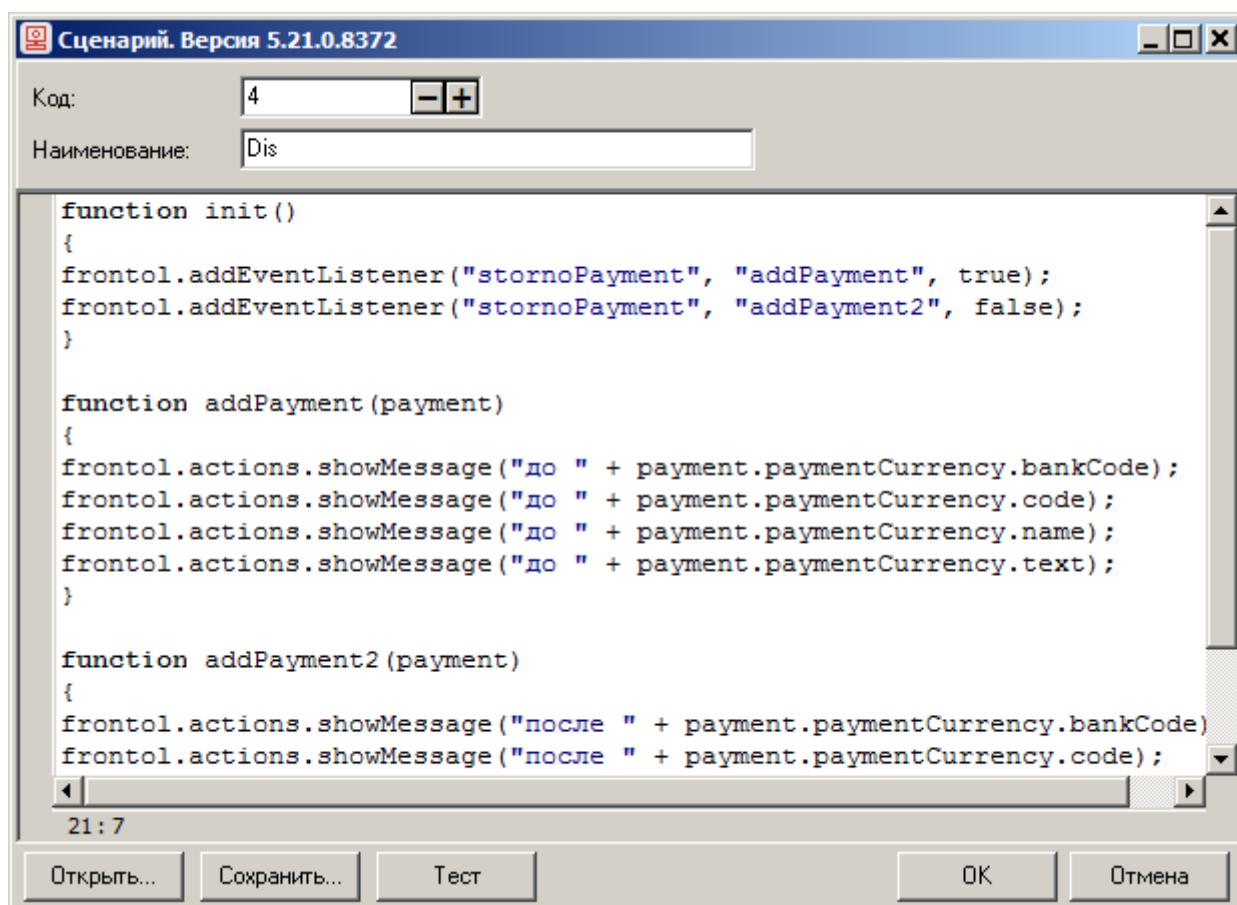 Сценарий. Версия 5.21.0.8372
Код: 4
Наименование: Dis
function init()
{
frontol.addEventListener("stornoPayment", "addPayment", true);
frontol.addEventListener("stornoPayment", "addPayment2", false);
}
function addPayment(payment)
{
frontol.actions.showMessage("до " + payment.paymentCurrency.bankCode);
frontol.actions.showMessage("до " + payment.paymentCurrency.code);
frontol.actions.showMessage("до " + payment.paymentCurrency.name);
frontol.actions.showMessage("до " + payment.paymentCurrency.text);
}
function addPayment2(payment)
{
frontol.actions.showMessage("после " + payment.paymentCurrency.bankCode)
frontol.actions.showMessage("после " + payment.paymentCurrency.code);
21:7
Открыть... Сохранить... Тест ОК Отмена